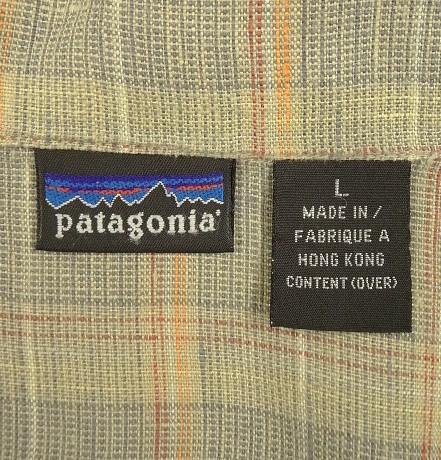 patagonia®
L
MADE IN /
FABRIQUE A
HONG KONG
CONTENT (OVER)